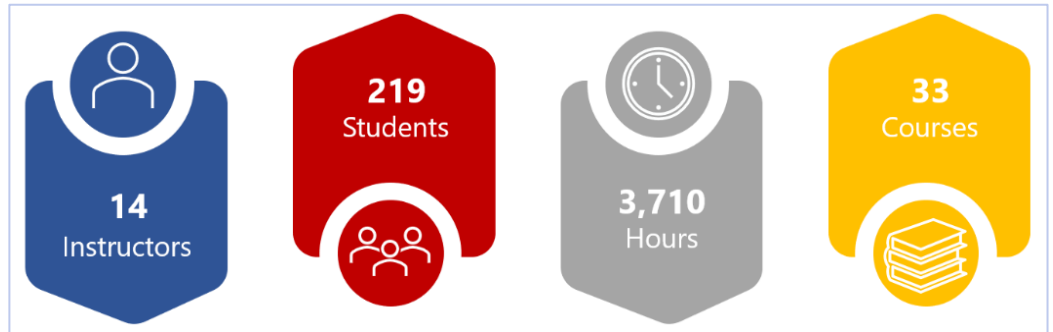 14
Instructors
219
Students
3,710
Hours
33
Courses